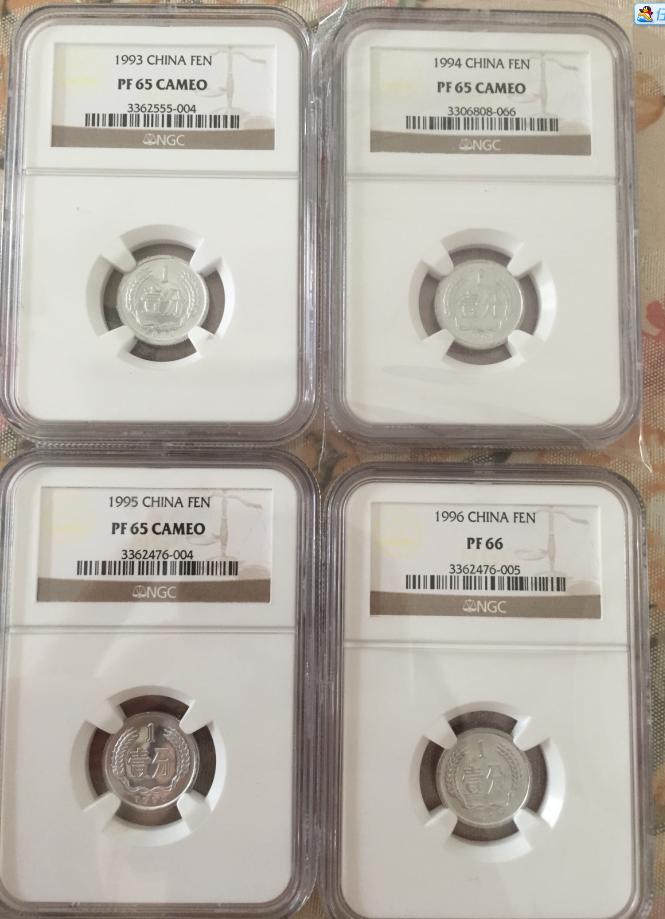 1993 CHINA FEN
PF 65 CAMEO
3362555-004
NGC
1
壹分
1994 CHINA FEN
PF 65 CAMEO
3306808-066
NGC
1
壹分
1995 CHINA FEN
PF 65 CAMEO
3362476-004
NGC
1
壹分
1996 CHINA FEN
PF 66
3362476-005
NGC
1
壹分